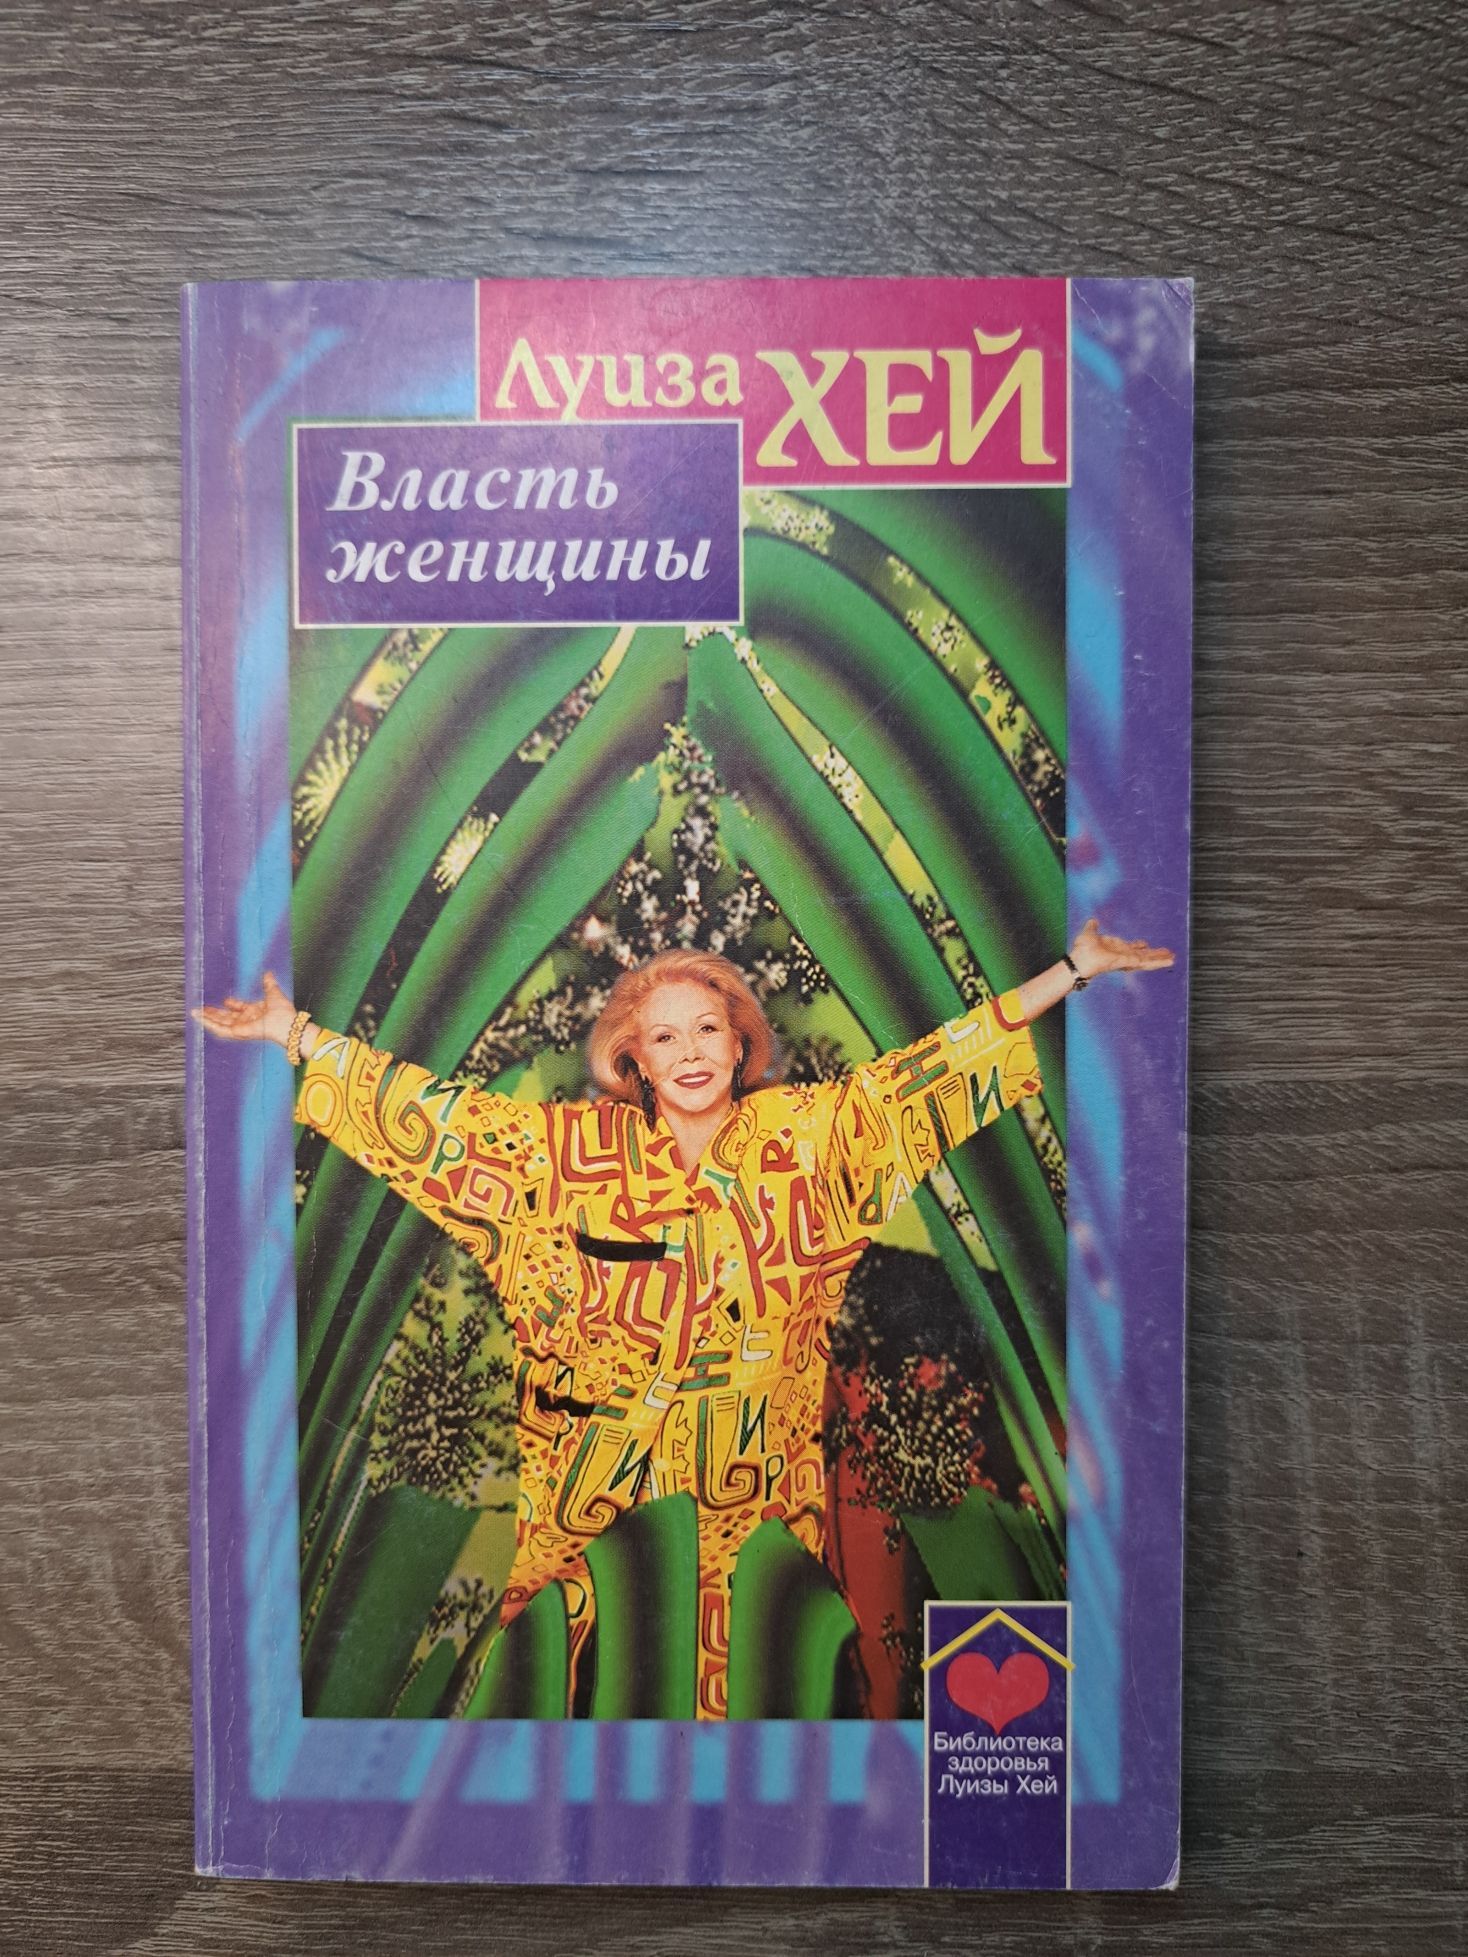 Луиза ХЕЙ
Власть
женщины
Библиотека
здоровья
Луизы Хей